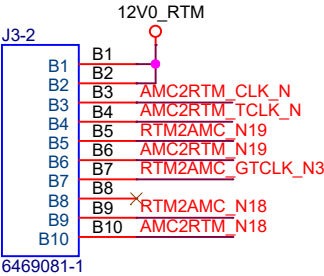 12V0_RTM
J3-2
B1 B1
B2 B2
B3 B3 AMC2RTM_CLK_N
B4 B4 AMC2RTM_TCLK_N
B5 B5 RTM2AMC_N19
B6 B6 AMC2RTM_N19
B7 B7 RTM2AMC_GTCLK_N3
B8 B8
B9 B9 RTM2AMC_N18
B10 B10 AMC2RTM_N18
6469081-1